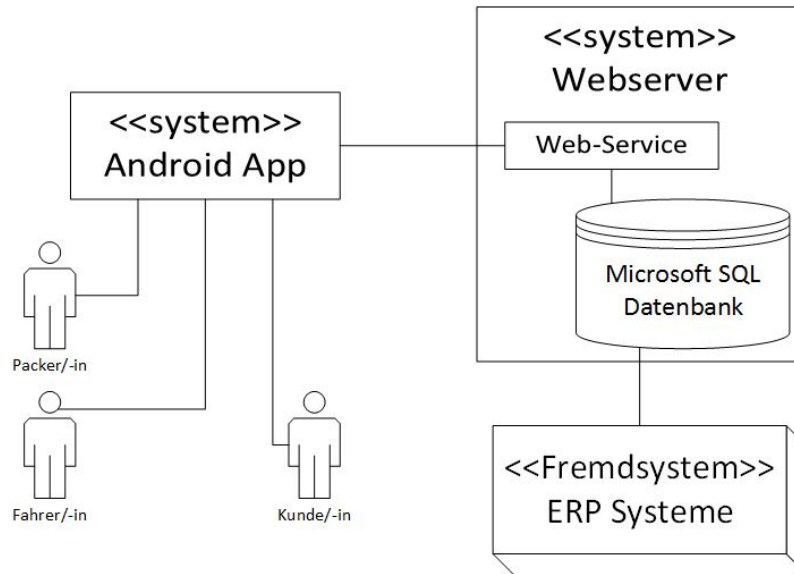 <<system>>
Webserver
<<system>>
Android App
Web-Service
Microsoft SQL
Datenbank
Packer/-in
Fahrer/-in
Kunde/-in
<<Fremdsystem>>
ERP Systeme